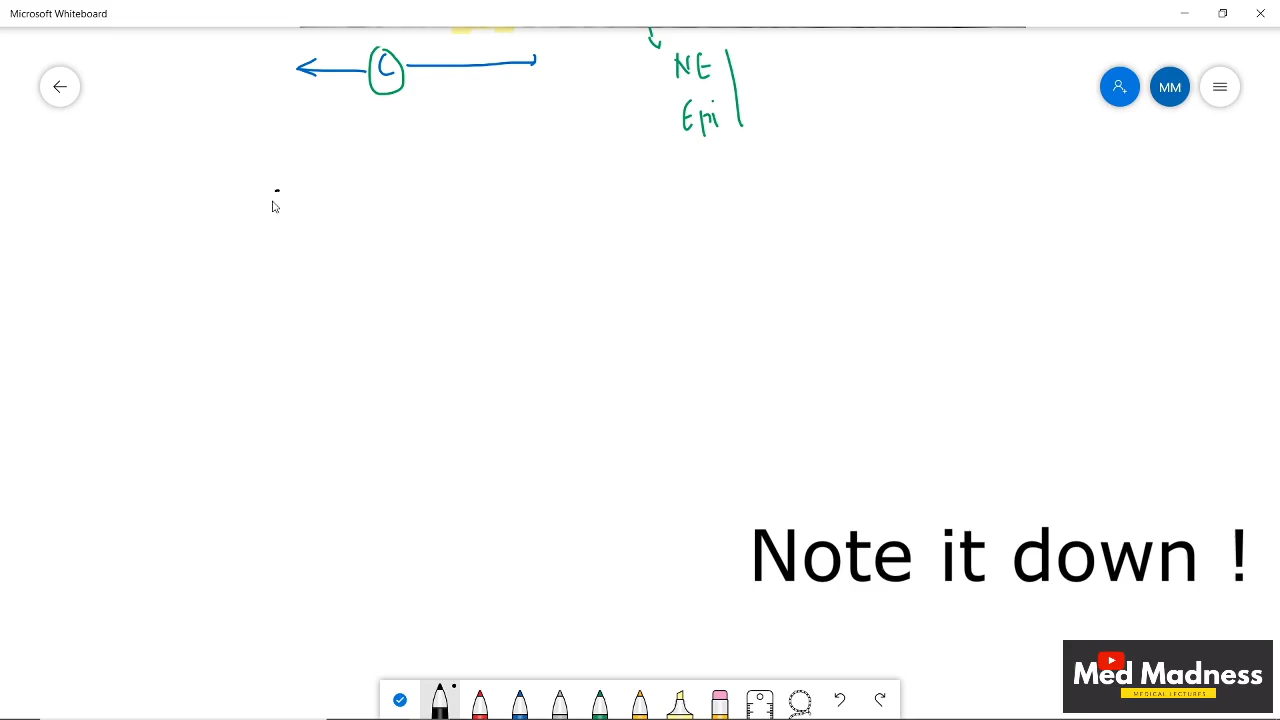 Microsoft Whiteboard
C
NE
Epi
MM
Note it down !
Med Madness
MEDICAL LECTURES